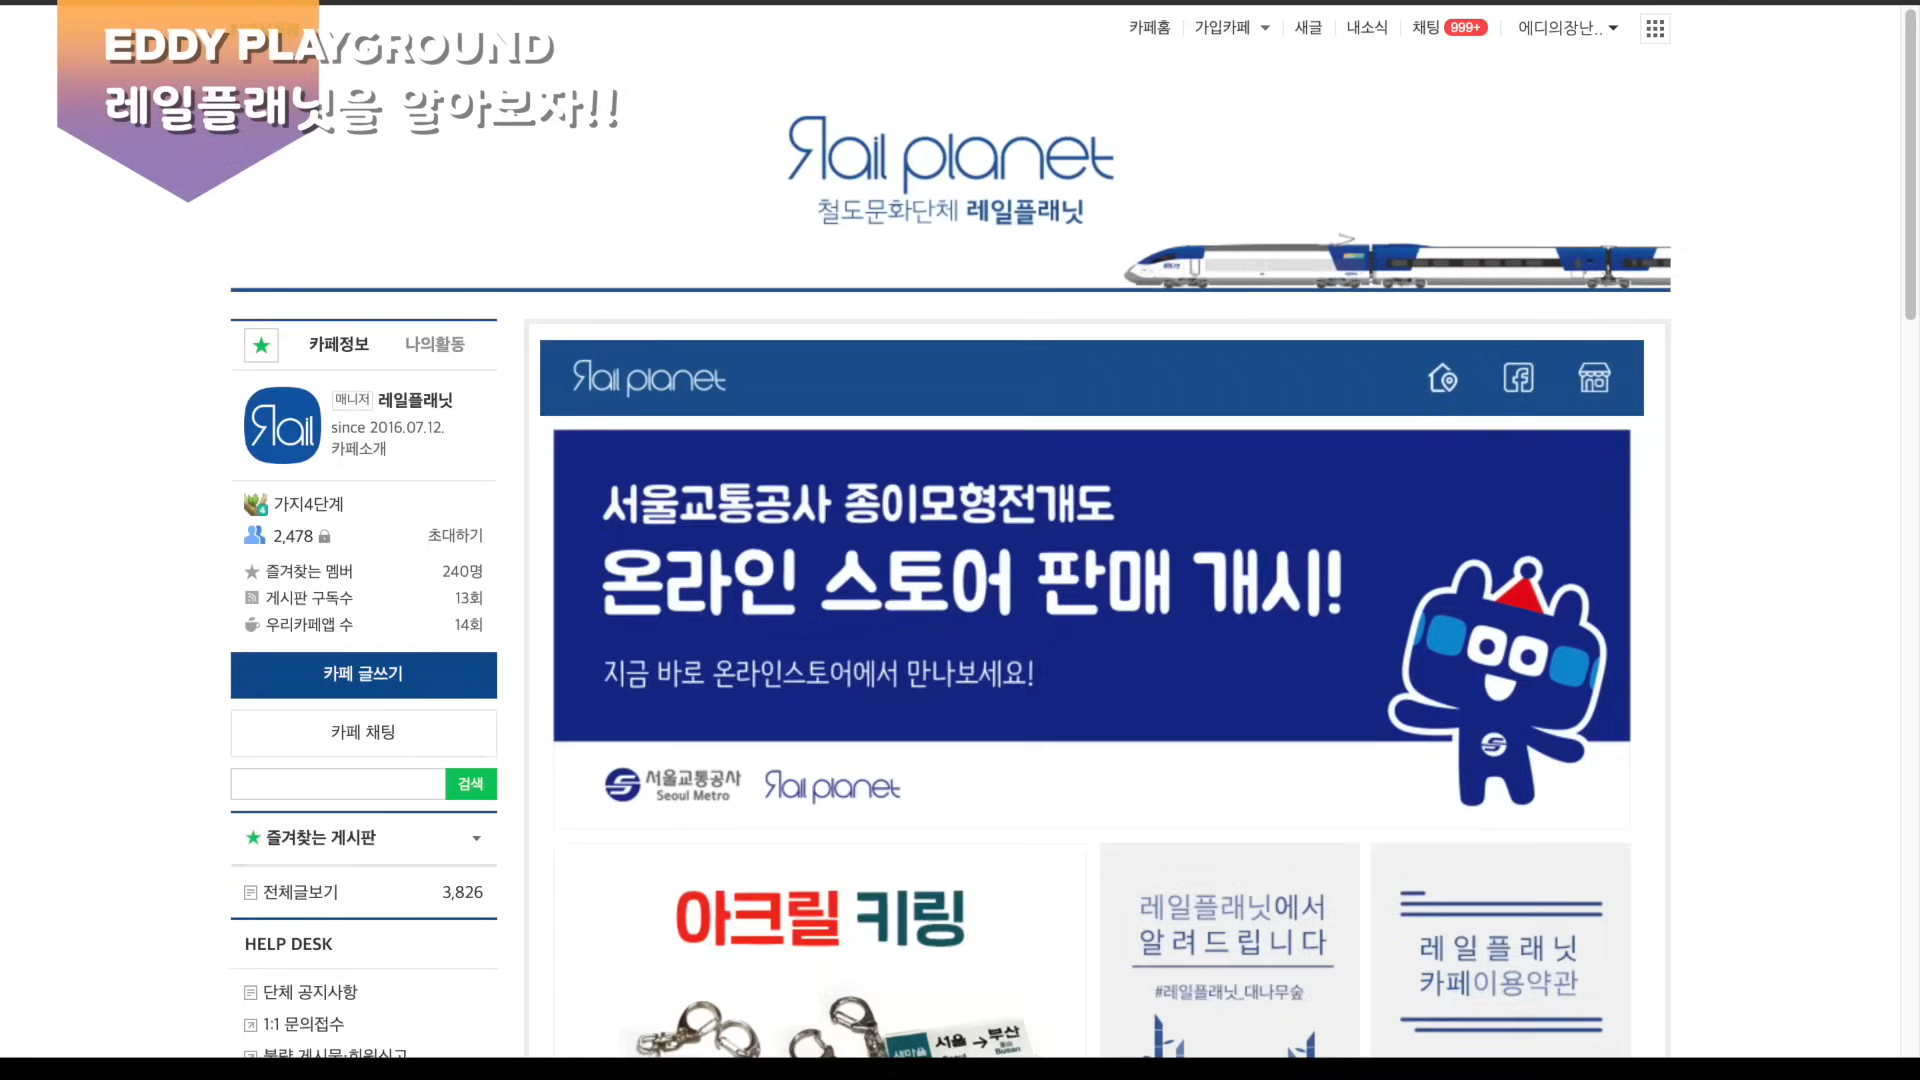 EDDY PLAYGROUND
레일플래닛을 알아보자!!
카페홈 가입카페 새글 내소식 채팅 999+ 에디의장난..
Rail planet
철도문화단체 레일플래닛
카페정보 나의활동
Rail
매니저 레일플래닛
since 2016.07.12.
카페소개
가지4단계
2,478 초대하기
즐겨찾는 멤버 240명
게시판 구독수 13회
우리카페앱 수 14회
카페 글쓰기
카페 채팅
검색
즐겨찾는 게시판
전체글보기 3,826
HELP DESK
단체 공지사항
1:1 문의접수
불량 게시물·회원신고
Rail planet
서울교통공사 종이모형전개도
온라인 스토어 판매 개시!
지금 바로 온라인스토어에서 만나보세요!
서울교통공사
Seoul Metro
Rail planet
아크릴 키링
새마을
서울 → 부산
Seoul Busan
레일플래닛에서
알려드립니다
#레일플래닛_대나무숲
레일플래닛
카페이용약관